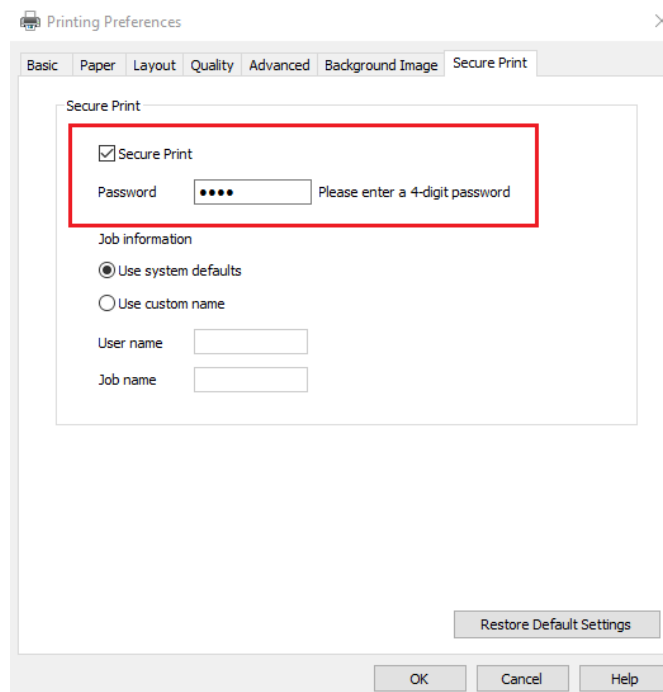 Printing Preferences
Basic Paper Layout Quality Advanced Background Image Secure Print
Secure Print
Secure Print
Password •••• Please enter a 4-digit password
Job information
Use system defaults
Use custom name
User name
Job name
Restore Default Settings
OK Cancel Help